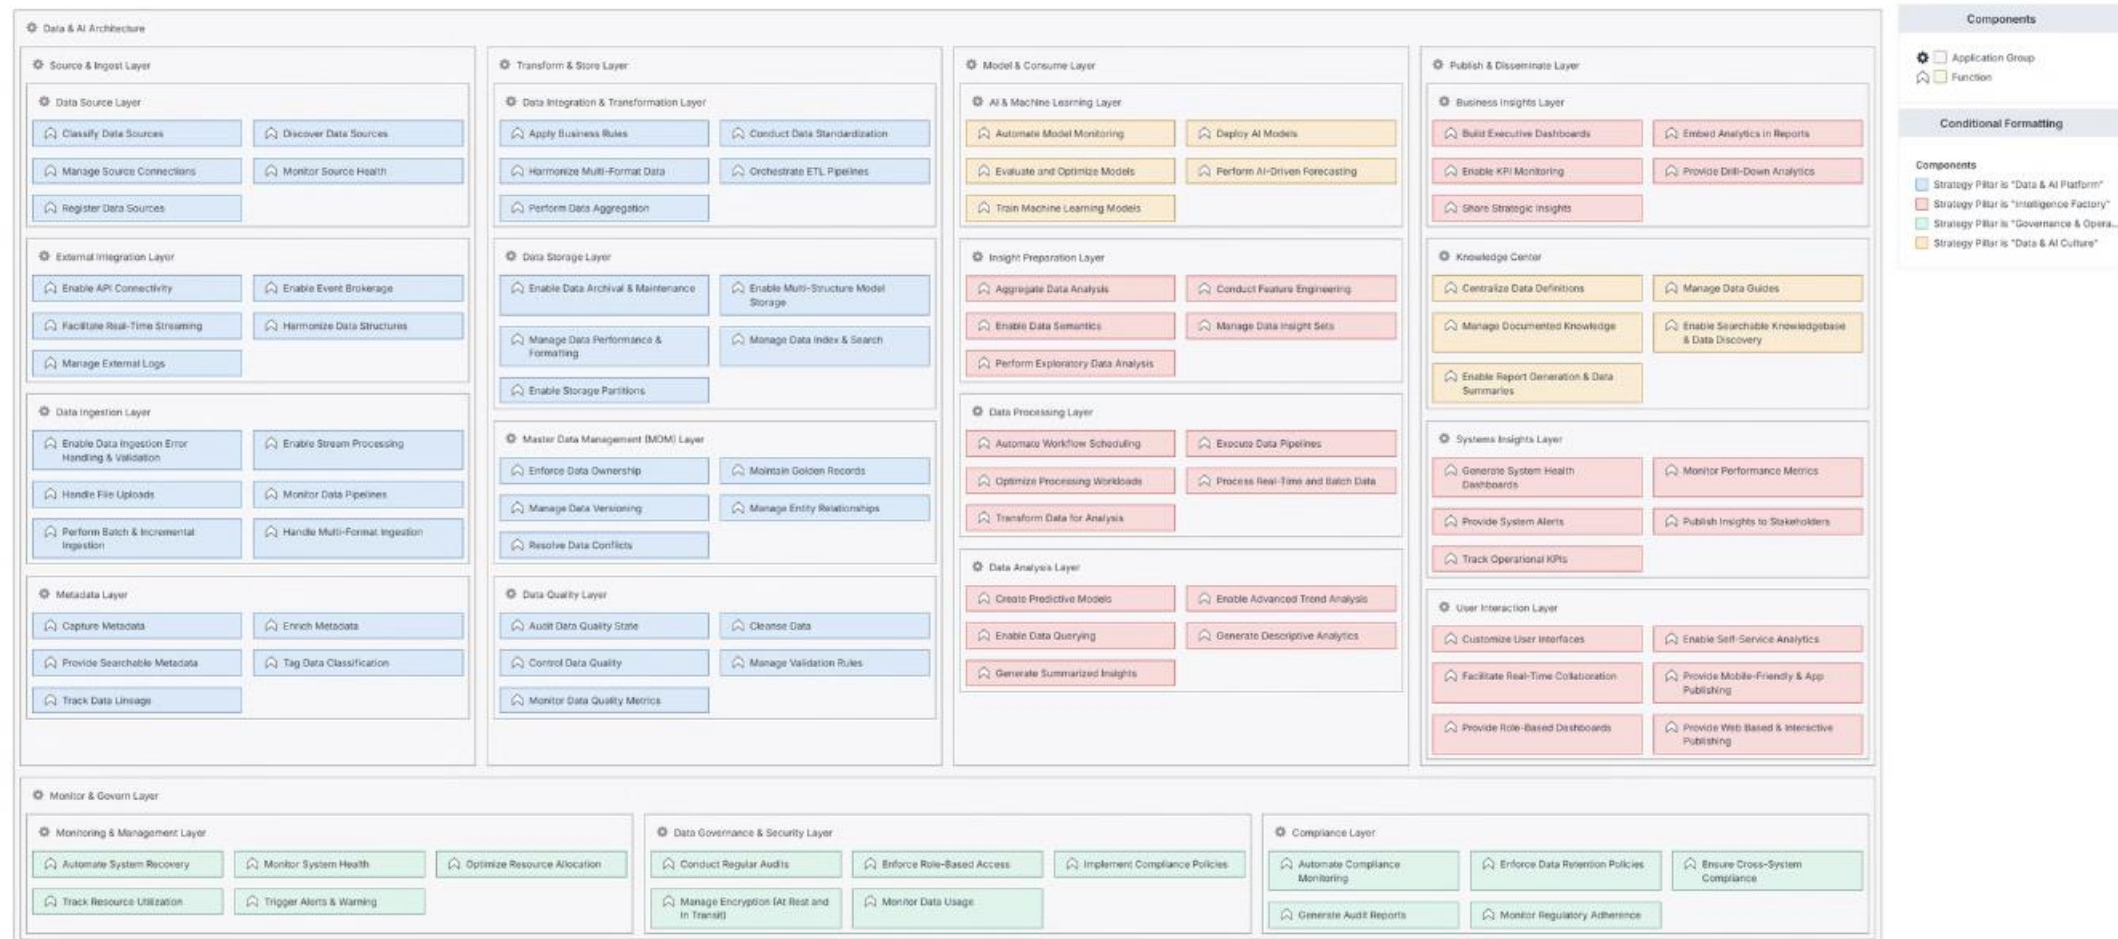 Data & AI Architecture
Source & Ingest Layer
Data Source Layer
Classify Data Sources
Discover Data Sources
Manage Source Connections
Monitor Source Health
Register Data Sources
External Integration Layer
Enable API Connectivity
Enable Event Brokerage
Facilitate Real-Time Streaming
Harmonize Data Structures
Manage External Logs
Data Ingestion Layer
Enable Data Ingestion Error
Handling & Validation
Enable Stream Processing
Handle File Uploads
Monitor Data Pipelines
Perform Batch & Incremental
Ingestion
Handle Multi-Format Ingestion
Metadata Layer
Capture Metadata
Enrich Metadata
Provide Searchable Metadata
Tag Data Classification
Track Data Lineage
Transform & Store Layer
Data Integration & Transformation Layer
Apply Business Rules
Conduct Data Standardization
Harmonize Multi-Format Data
Orchestrate ETL Pipelines
Perform Data Aggregation
Data Storage Layer
Enable Data Archival & Maintenance
Enable Multi-Structure Model
Storage
Manage Data Performance &
Formatting
Manage Data Index & Search
Enable Storage Partitions
Master Data Management (MDM) Layer
Enforce Data Ownership
Maintain Golden Records
Manage Data Versioning
Manage Entity Relationships
Resolve Data Conflicts
Data Quality Layer
Audit Data Quality State
Cleanse Data
Control Data Quality
Manage Validation Rules
Monitor Data Quality Metrics
Model & Consume Layer
AI & Machine Learning Layer
Automate Model Monitoring
Deploy AI Models
Evaluate and Optimize Models
Perform AI-Driven Forecasting
Train Machine Learning Models
Insight Preparation Layer
Aggregate Data Analysis
Conduct Feature Engineering
Enable Data Semantics
Manage Data Insight Sets
Perform Exploratory Data Analysis
Data Processing Layer
Automate Workflow Scheduling
Execute Data Pipelines
Optimize Processing Workloads
Process Real-Time and Batch Data
Transform Data for Analysis
Data Analysis Layer
Create Predictive Models
Enable Advanced Trend Analysis
Enable Data Querying
Generate Descriptive Analytics
Generate Summarized Insights
Publish & Disseminate Layer
Business Insights Layer
Build Executive Dashboards
Embed Analytics in Reports
Enable KPI Monitoring
Provide Drill-Down Analytics
Share Strategic Insights
Knowledge Center
Centralize Data Definitions
Manage Data Guides
Manage Documented Knowledge
Enable Searchable Knowledgebase
& Data Discovery
Enable Report Generation & Data
Summaries
Systems Insights Layer
Generate System Health
Dashboards
Monitor Performance Metrics
Provide System Alerts
Publish Insights to Stakeholders
Track Operational KPIs
User Interaction Layer
Customize User Interfaces
Enable Self-Service Analytics
Facilitate Real-Time Collaboration
Provide Mobile-Friendly & App
Publishing
Provide Role-Based Dashboards
Provide Web Based & Interactive
Publishing
Monitor & Govern Layer
Monitoring & Management Layer
Automate System Recovery
Monitor System Health
Optimize Resource Allocation
Track Resource Utilization
Trigger Alerts & Warning
Data Governance & Security Layer
Conduct Regular Audits
Enforce Role-Based Access
Implement Compliance Policies
Manage Encryption (At Rest and
In Transit)
Monitor Data Usage
Compliance Layer
Automate Compliance
Monitoring
Enforce Data Retention Policies
Ensure Cross-System
Compliance
Generate Audit Reports
Monitor Regulatory Adherence
Components
Application Group
Function
Conditional Formatting
Components
Strategy Pillar is "Data & AI Platform"
Strategy Pillar is "Intelligence Factory"
Strategy Pillar is "Governance & Opera...
Strategy Pillar is "Data & AI Culture"